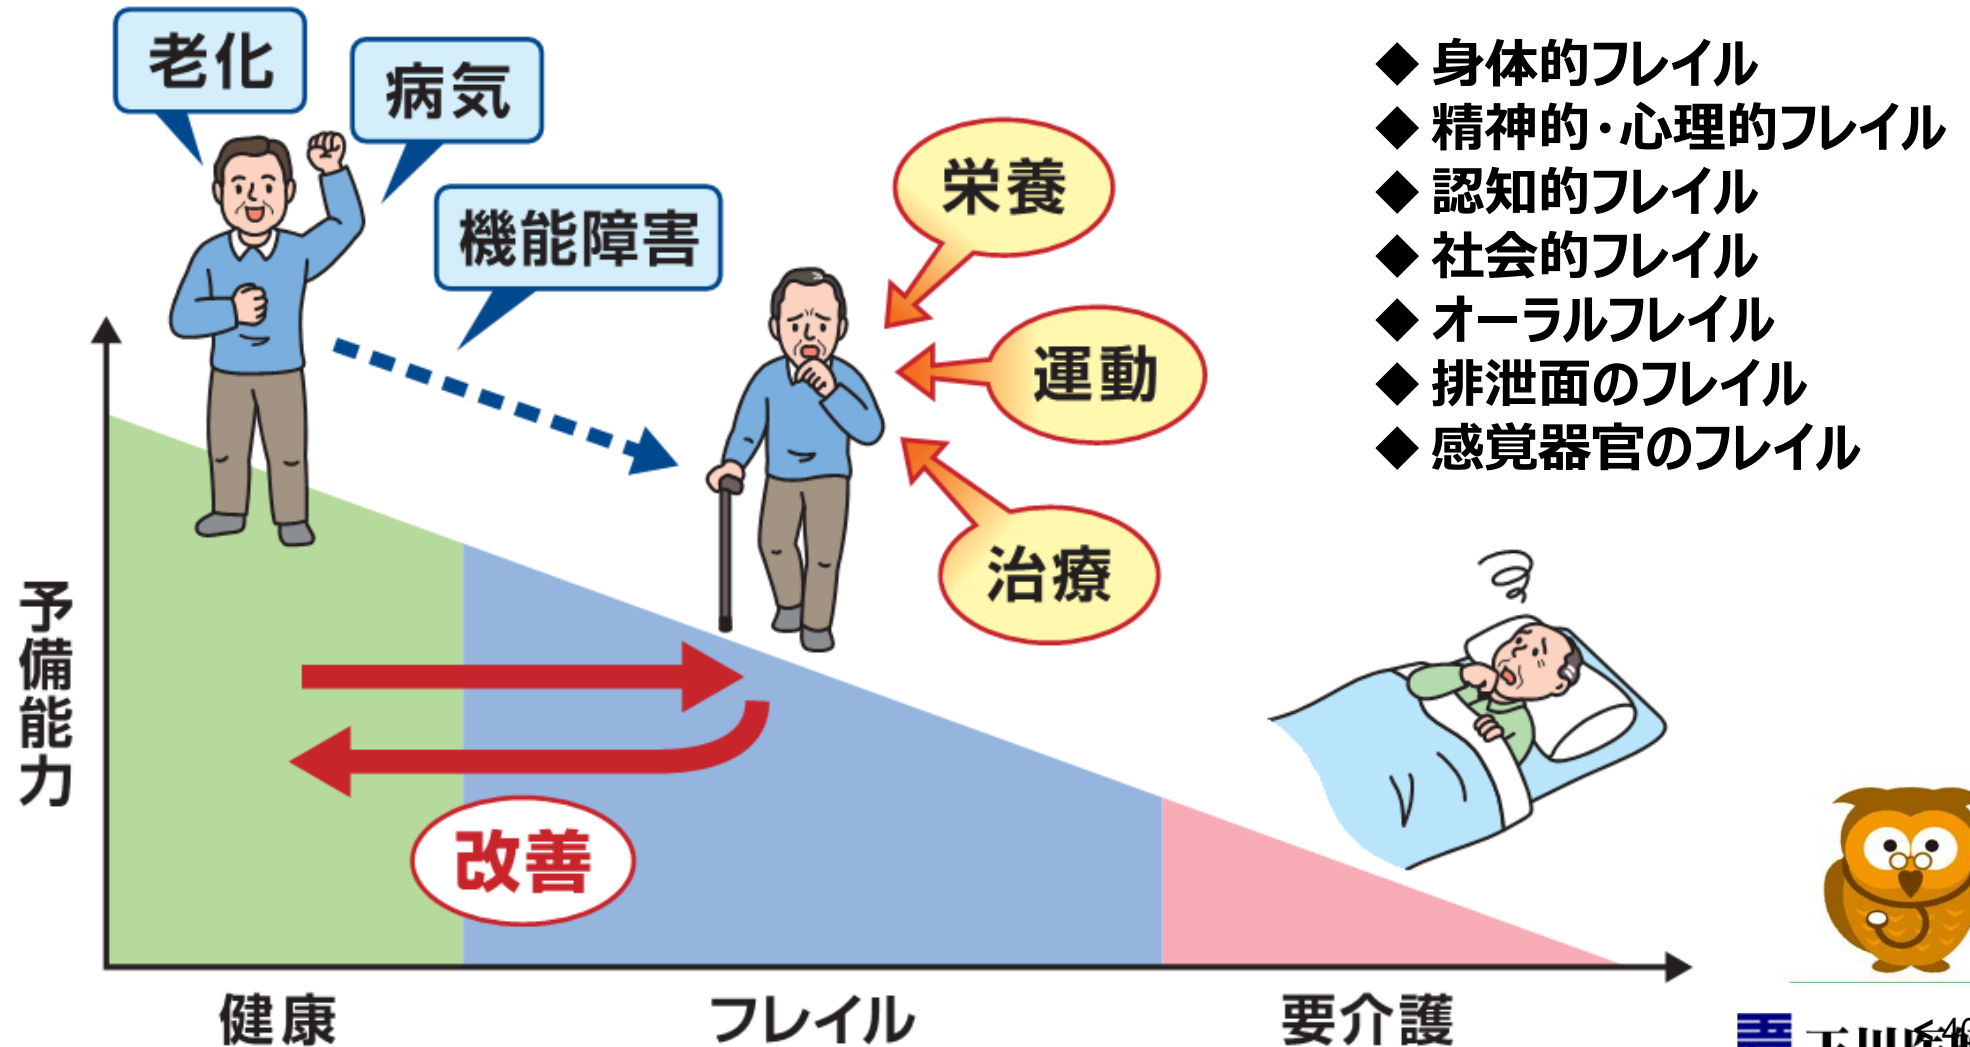 老化
病気
機能障害
栄養
運動
治療
◆ 身体的フレイル
◆ 精神的・心理的フレイル
◆ 認知的フレイル
◆ 社会的フレイル
◆ オーラルフレイル
◆ 排泄面のフレイル
◆ 感覚器官のフレイル
予備能力
改善
健康
フレイル
要介護